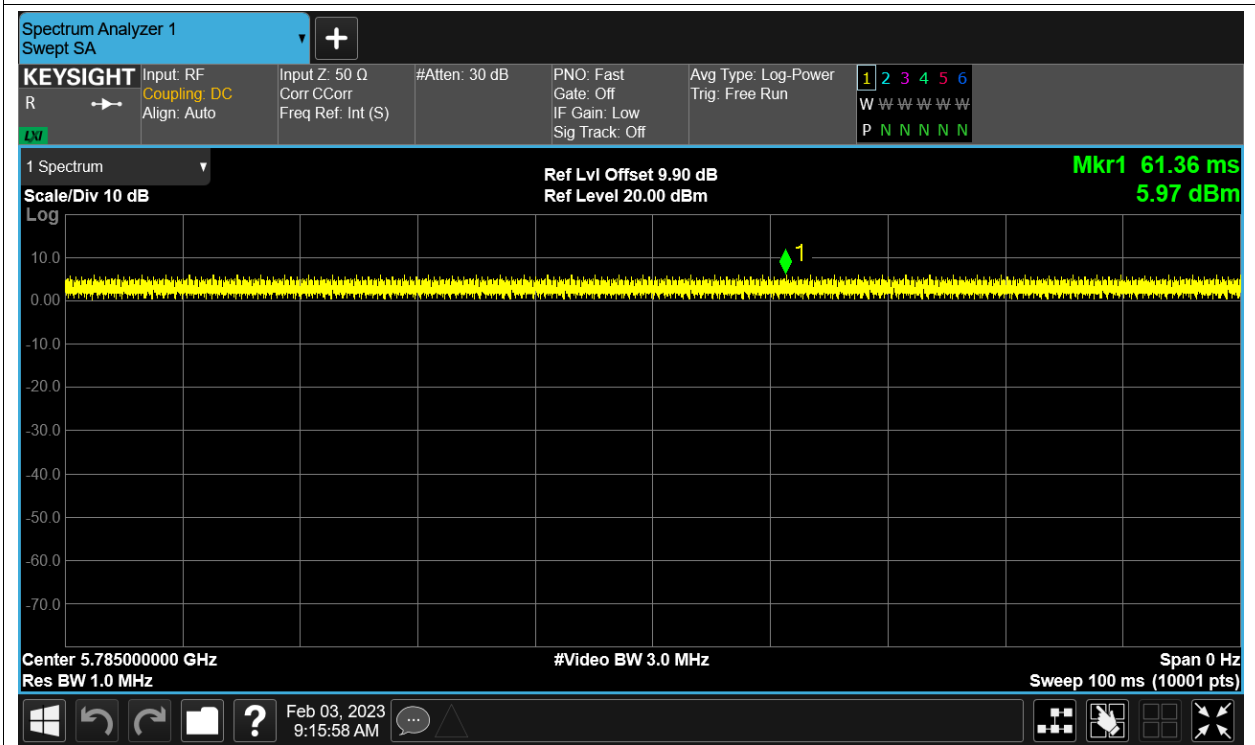 Spectrum Analyzer 1
Swept SA
KEYSIGHT
R
LXI
Input: RF
Coupling: DC
Align: Auto
Input Z: 50 Ω
Corr CCorr
Freq Ref: Int (S)
#Atten: 30 dB
PNO: Fast
Gate: Off
IF Gain: Low
Sig Track: Off
Avg Type: Log-Power
Trig: Free Run
1 2 3 4 5 6
W W W W W W
P N N N N N
1 Spectrum
Scale/Div 10 dB
Ref Lvl Offset 9.90 dB
Ref Level 20.00 dBm
Mkr1 61.36 ms
5.97 dBm
Log
10.0
0.00
-10.0
-20.0
-30.0
-40.0
-50.0
-60.0
-70.0
1
Center 5.785000000 GHz
#Video BW 3.0 MHz
Span 0 Hz
Res BW 1.0 MHz
Sweep 100 ms (10001 pts)
?
Feb 03, 2023
9:15:58 AM